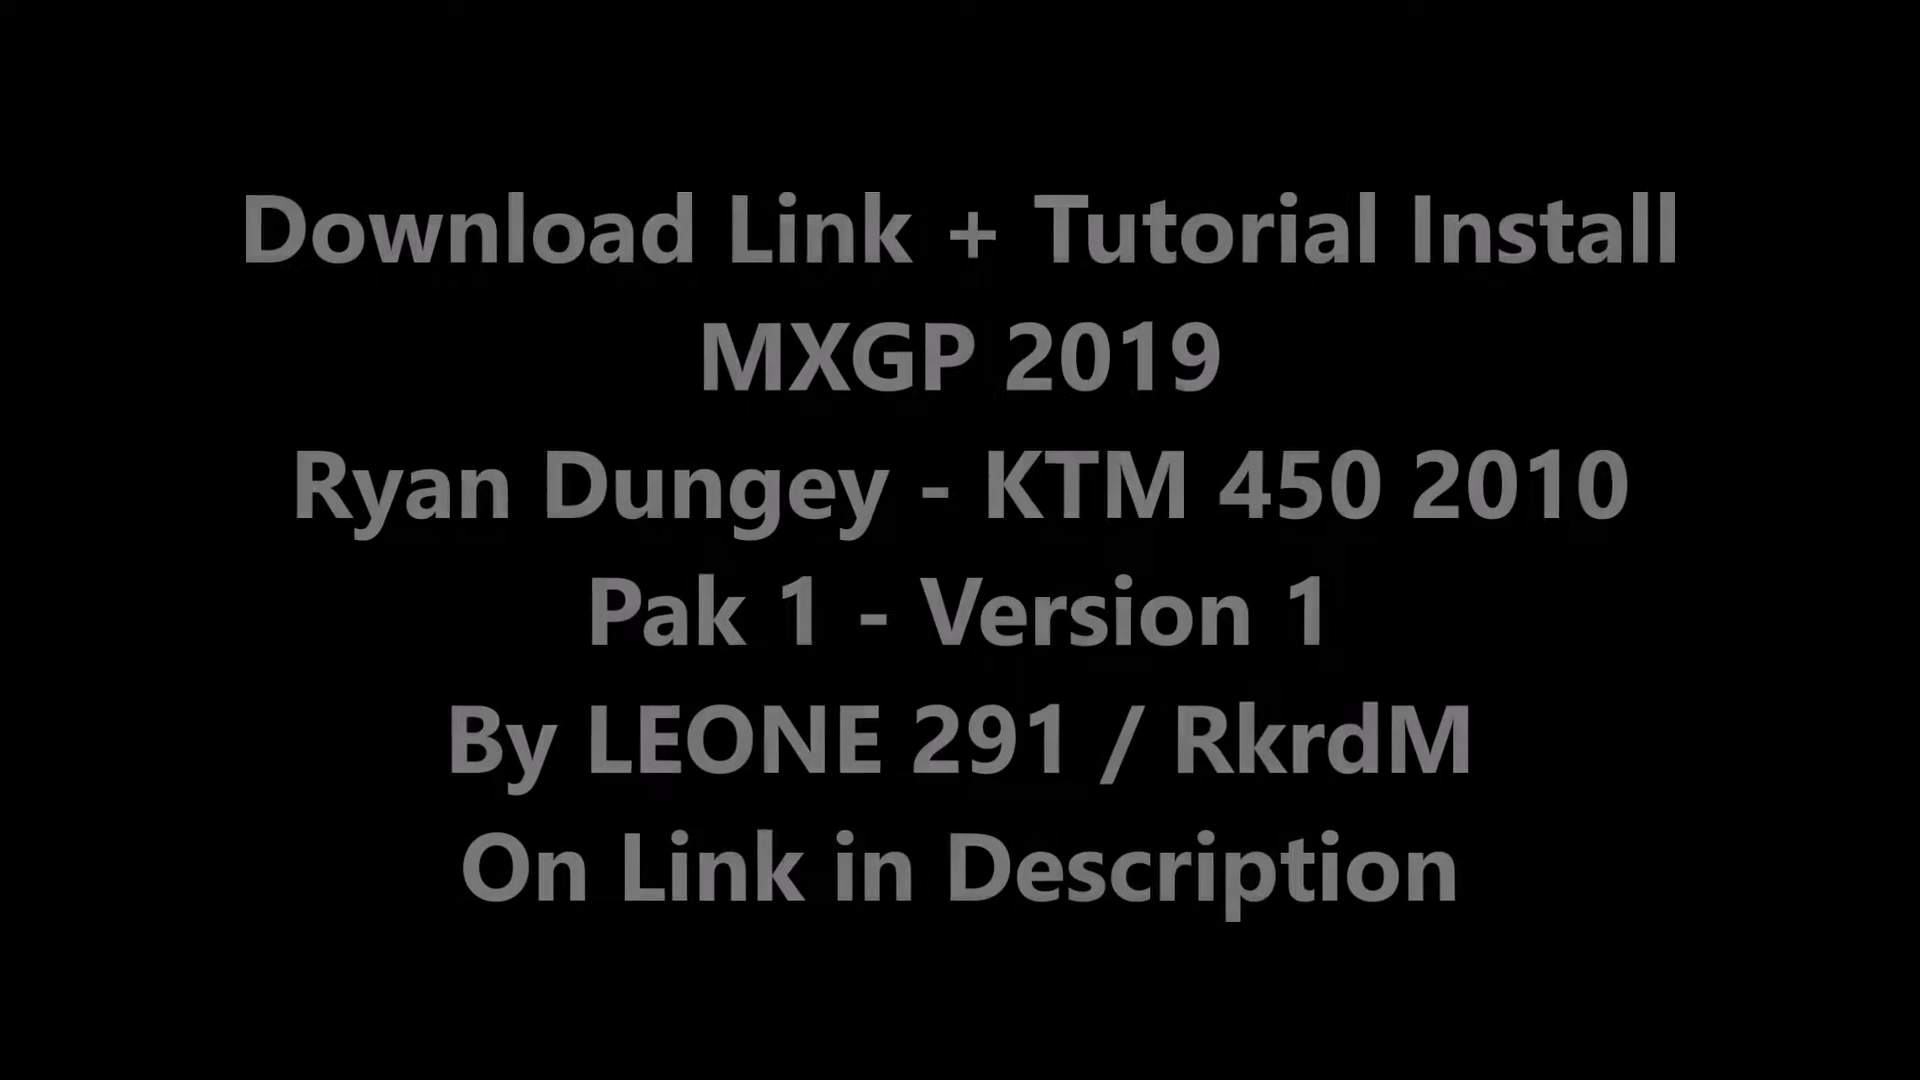 Download Link + Tutorial Install
MXGP 2019
Ryan Dungey - KTM 450 2010
Pak 1 - Version 1
By LEONE 291 / RkrdM
On Link in Description